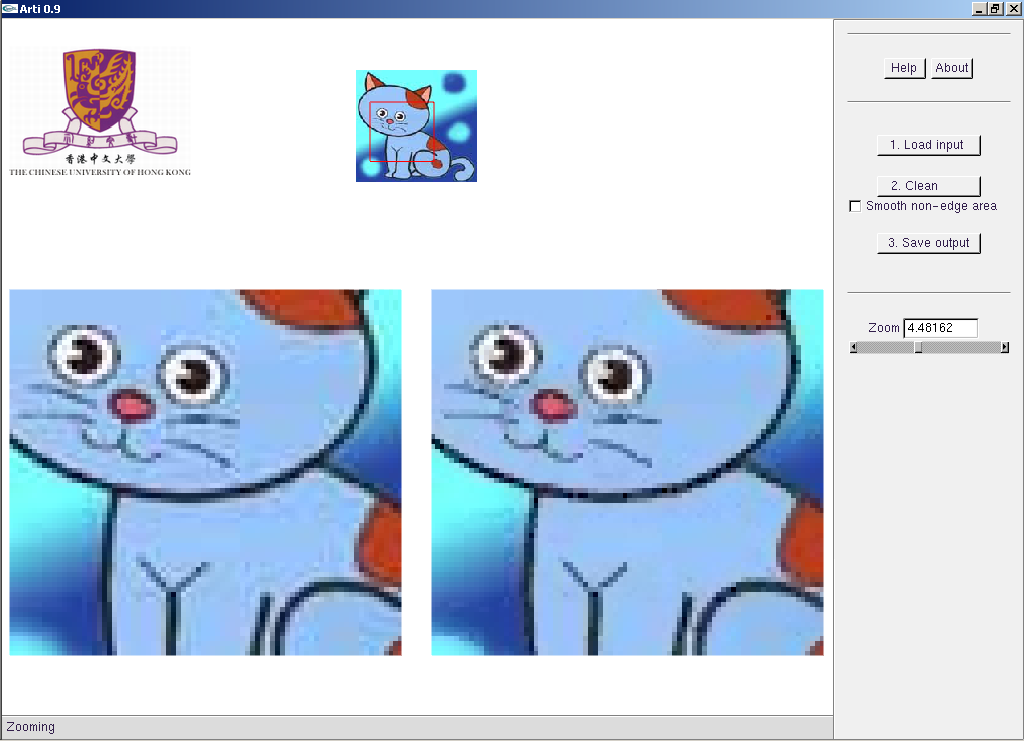 Arti 0.9
香港中文大學
THE CHINESE UNIVERSITY OF HONG KONG
Help
About
1. Load input
2. Clean
Smooth non-edge area
3. Save output
Zoom 4.48162
Zooming